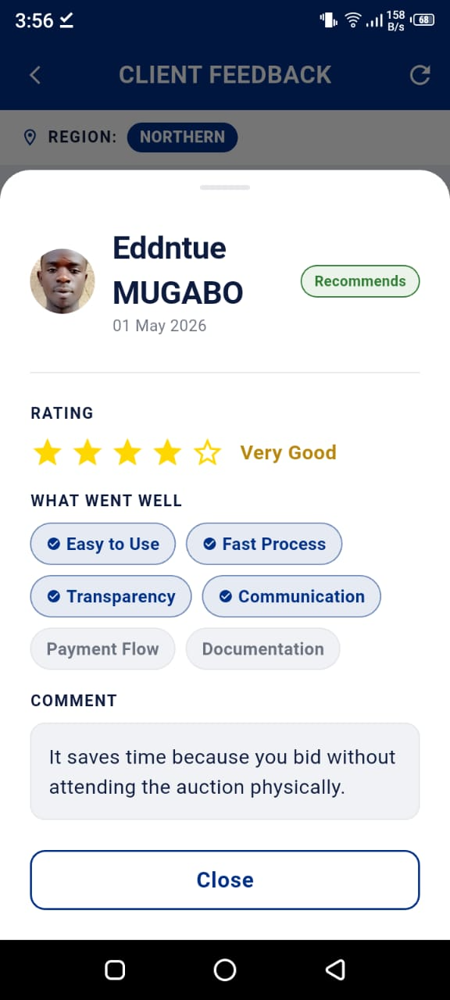 3:56
158
B/s
68
CLIENT FEEDBACK
REGION: NORTHERN
Eddntue
MUGABO
Recommends
01 May 2026
RATING
Very Good
WHAT WENT WELL
Easy to Use Fast Process
Transparency Communication
Payment Flow Documentation
COMMENT
It saves time because you bid without
attending the auction physically.
Close